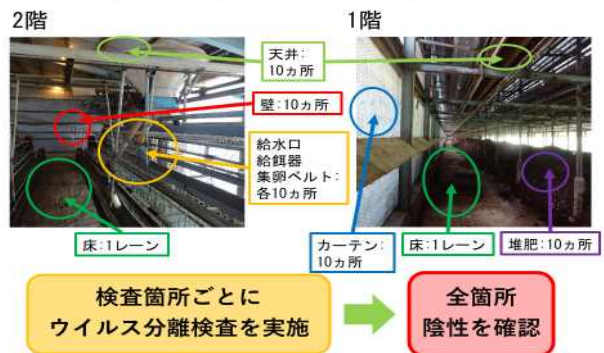 2階
1階
天井:
10ヵ所
壁:10ヵ所
給水口
給餌器
集卵ベルト:
各10ヵ所
床:1レーン
カーテン:
10ヵ所
床:1レーン
堆肥:10ヵ所
検査箇所ごとに
ウイルス分離検査を実施
全箇所
陰性を確認